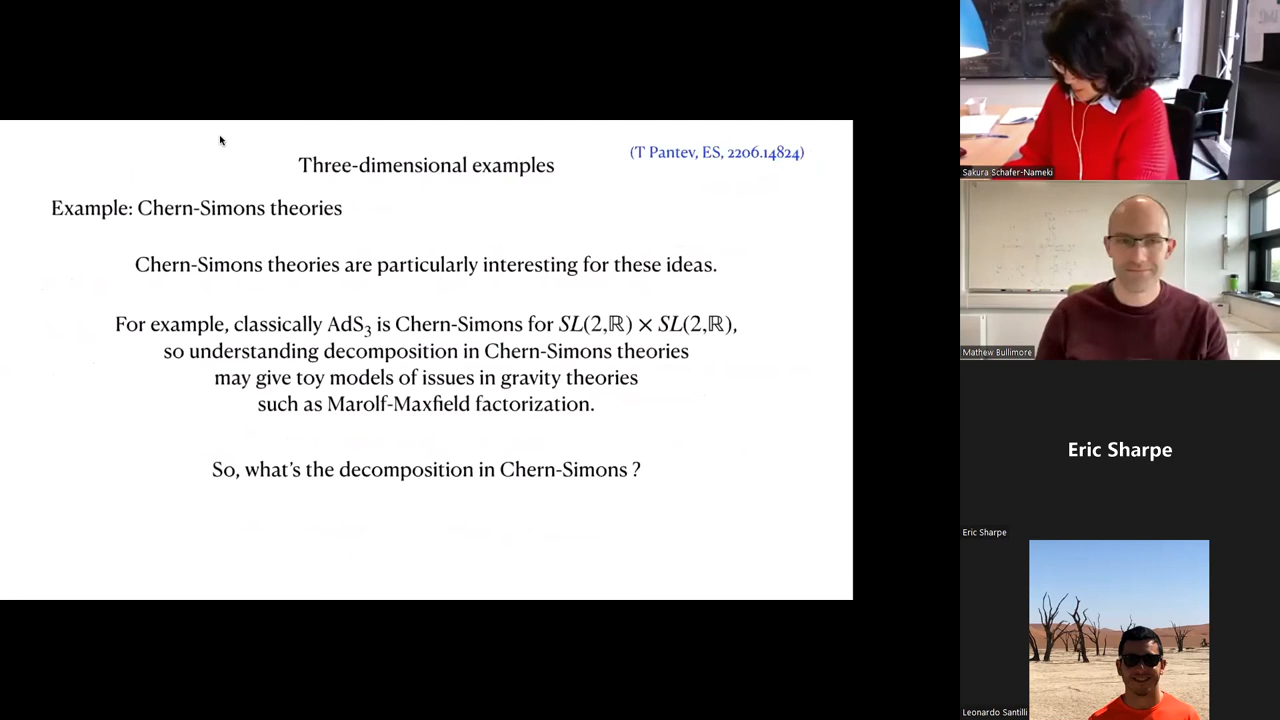 (T Pantev, ES, 2206.14824)
Three-dimensional examples
Example: Chern-Simons theories
Chern-Simons theories are particularly interesting for these ideas.
For example, classically AdS₃ is Chern-Simons for SL(2,ℝ) × SL(2,ℝ),
so understanding decomposition in Chern-Simons theories
may give toy models of issues in gravity theories
such as Marolf-Maxfield factorization.
So, what's the decomposition in Chern-Simons ?
Sakura Schafer-Nameki
Mathew Bullimore
Eric Sharpe
Eric Sharpe
Leonardo Santilli